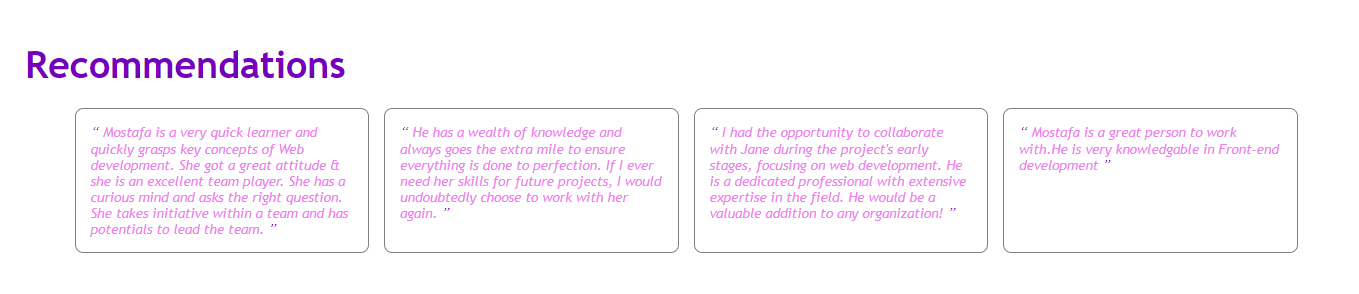 Recommendations
“ Mostafa is a very quick learner and
quickly grasps key concepts of Web
development. She got a great attitude &
she is an excellent team player. She has a
curious mind and asks the right question.
She takes initiative within a team and has
potentials to lead the team. ”
“ He has a wealth of knowledge and
always goes the extra mile to ensure
everything is done to perfection. If I ever
need her skills for future projects, I would
undoubtedly choose to work with her
again. ”
“ I had the opportunity to collaborate
with Jane during the project's early
stages, focusing on web development. He
is a dedicated professional with extensive
expertise in the field. He would be a
valuable addition to any organization! ”
“ Mostafa is a great person to work
with.He is very knowledgable in Front-end
development ”